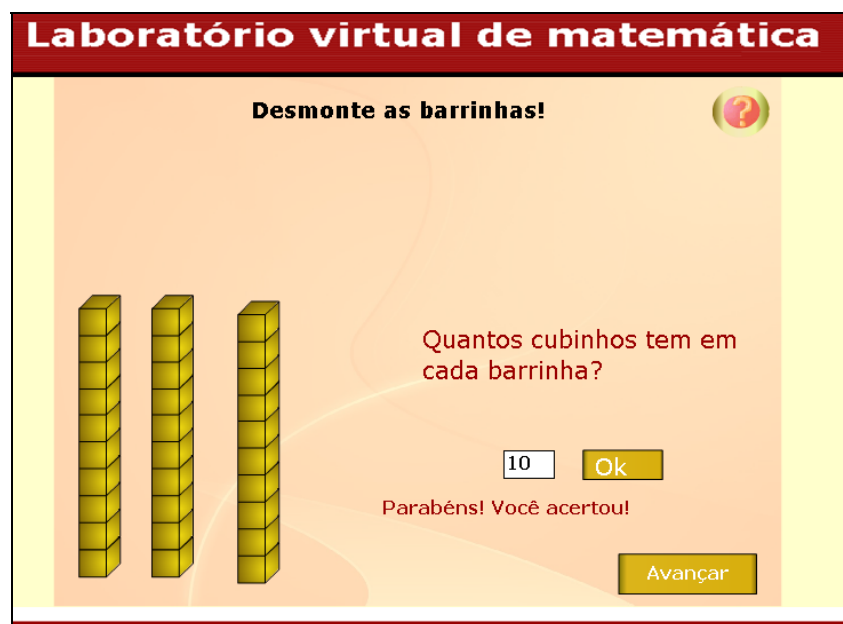 Laboratório virtual de matemática
Desmonte as barrinhas!
?
Quantos cubinhos tem em
cada barrinha?
10
Ok
Parabéns! Você acertou!
Avançar